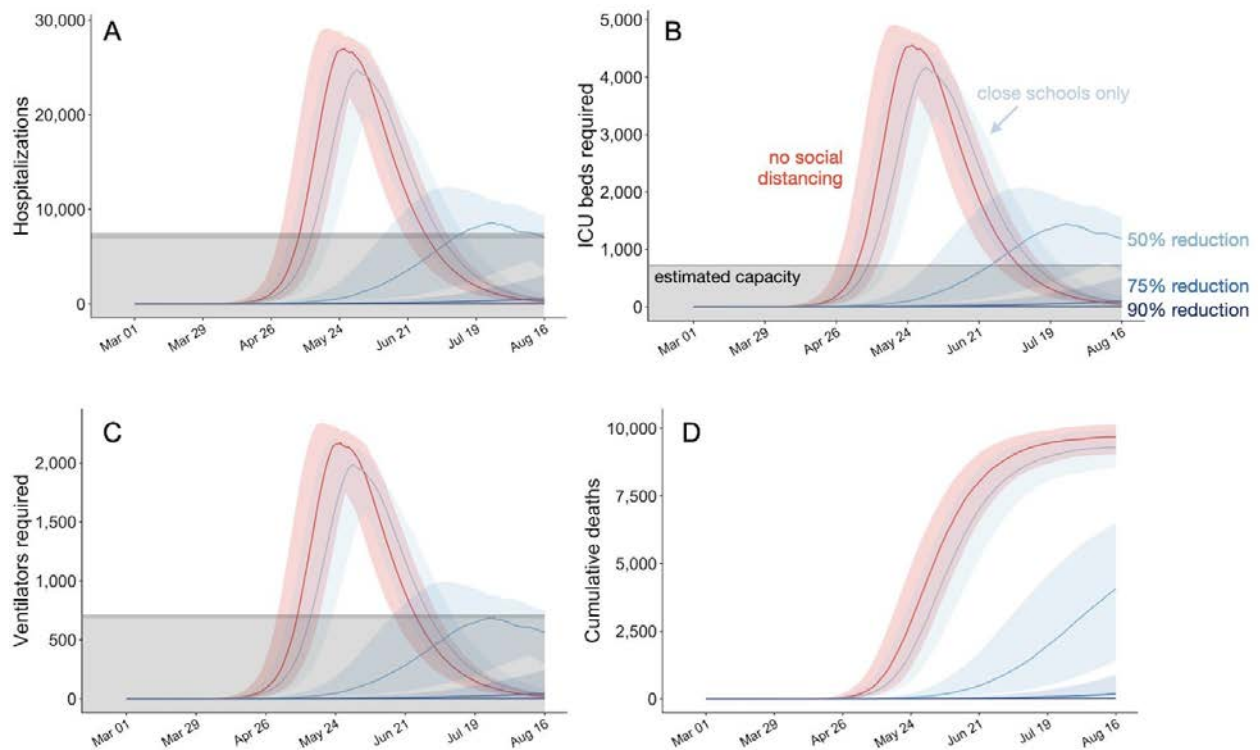 A
Hospitalizations
30,000
20,000
10,000
0
Mar 01
Mar 29
Apr 26
May 24
Jun 21
Jul 19
Aug 16
B
ICU beds required
5,000
4,000
3,000
2,000
1,000
0
close schools only
no social
distancing
estimated capacity
50% reduction
75% reduction
90% reduction
Mar 01
Mar 29
Apr 26
May 24
Jun 21
Jul 19
Aug 16
C
Ventilators required
2,000
1,500
1,000
500
0
Mar 01
Mar 29
Apr 26
May 24
Jun 21
Jul 19
Aug 16
D
Cumulative deaths
10,000
7,500
5,000
2,500
0
Mar 01
Mar 29
Apr 26
May 24
Jun 21
Jul 19
Aug 16